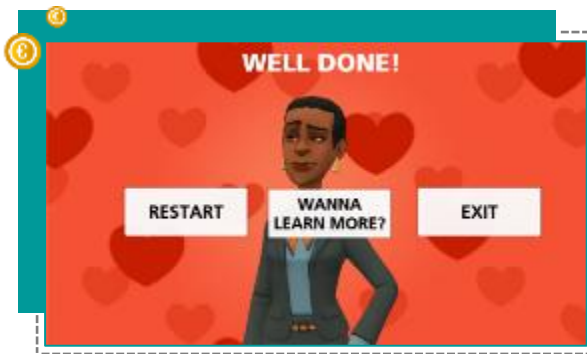 WELL DONE!
RESTART
WANNA
LEARN MORE?
EXIT